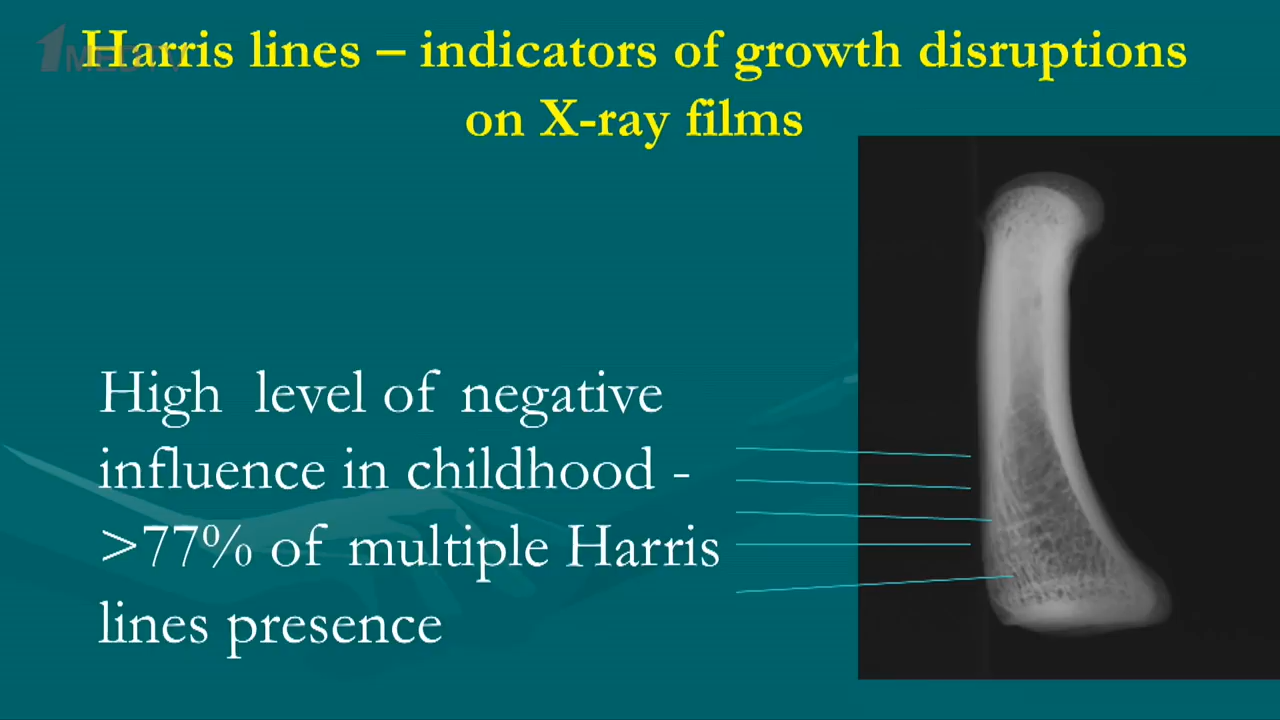 1MEDTV
Harris lines – indicators of growth disruptions
on X-ray films
High level of negative
influence in childhood -
>77% of multiple Harris
lines presence